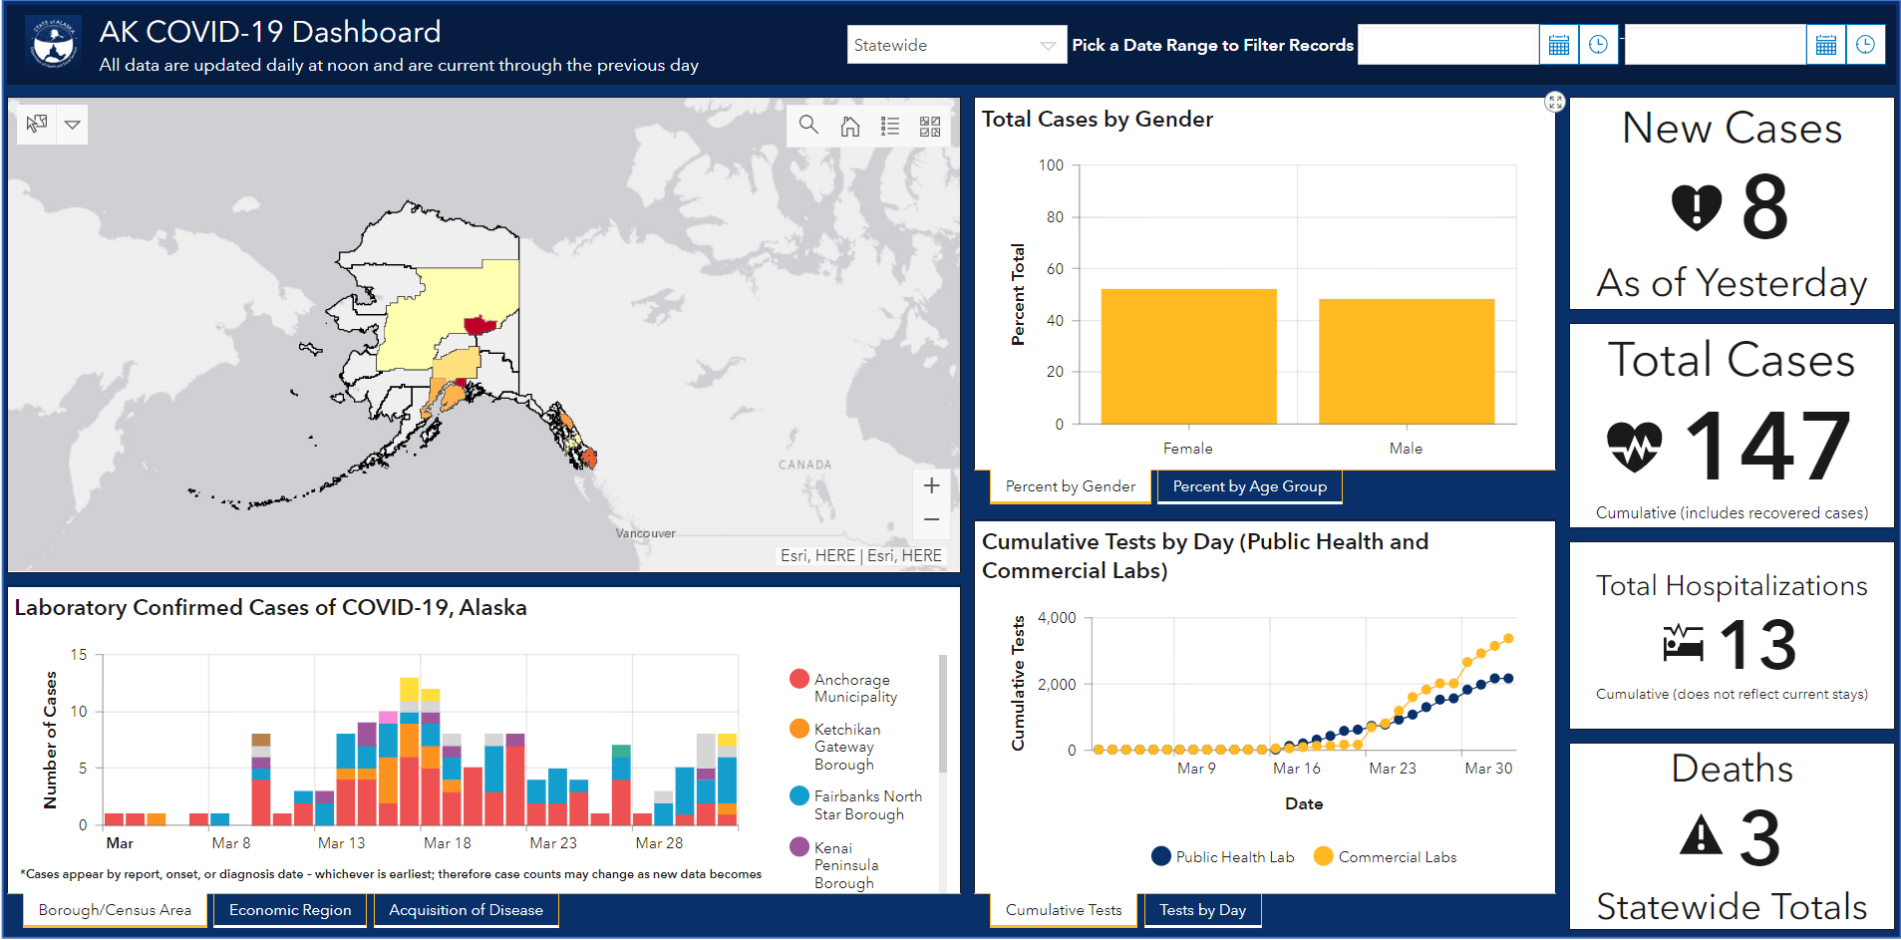 AK COVID-19 Dashboard
All data are updated daily at noon and are current through the previous day
Statewide
Pick a Date Range to Filter Records
-
STATE of ALASKA
CANADA
Vancouver
Esri, HERE | Esri, HERE
Laboratory Confirmed Cases of COVID-19, Alaska
Number of Cases
15
10
5
0
Mar
Mar 8
Mar 13
Mar 18
Mar 23
Mar 28
Anchorage
Municipality
Ketchikan
Gateway
Borough
Fairbanks North
Star Borough
Kenai
Peninsula
Borough
*Cases appear by report, onset, or diagnosis date – whichever is earliest; therefore case counts may change as new data becomes
Borough/Census Area
Economic Region
Acquisition of Disease
Total Cases by Gender
Percent Total
100
80
60
40
20
0
Female
Male
Percent by Gender
Percent by Age Group
Cumulative Tests by Day (Public Health and
Commercial Labs)
Cumulative Tests
4,000
2,000
0
Mar 9
Mar 16
Mar 23
Mar 30
Date
Public Health Lab
Commercial Labs
Cumulative Tests
Tests by Day
New Cases
8
As of Yesterday
Total Cases
147
Cumulative (includes recovered cases)
Total Hospitalizations
13
Cumulative (does not reflect current stays)
Deaths
3
Statewide Totals